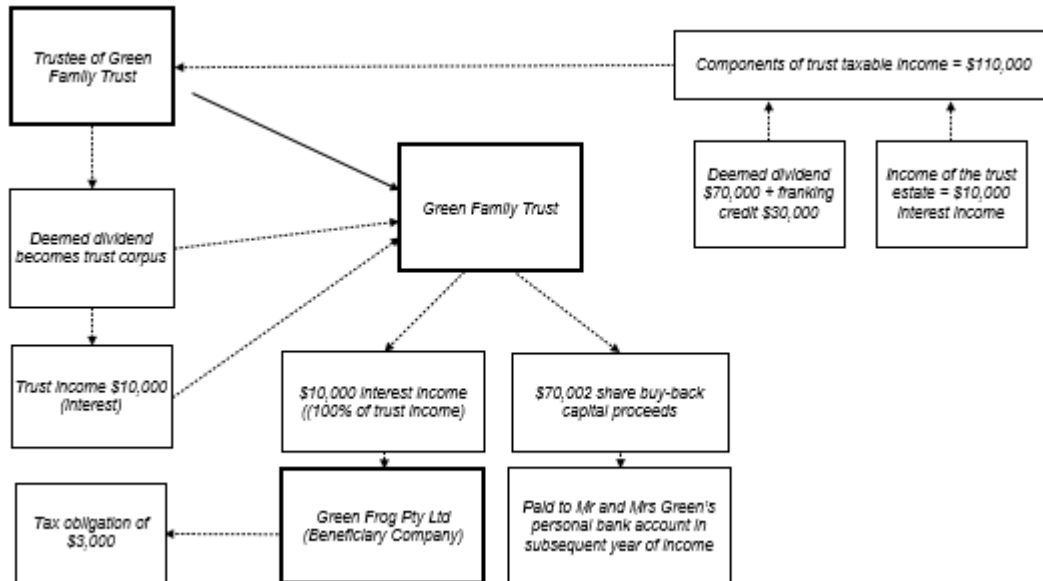 Trustee of Green
Family Trust
Components of trust taxable income = $110,000
Deemed dividend
$70,000 + franking
credit $30,000
Income of the trust
estate = $10,000
interest income
Green Family Trust
Deemed dividend
becomes trust corpus
Trust income $10,000
(interest)
$10,000 interest income
((100% of trust income)
$70,002 share buy-back
capital proceeds
Tax obligation of
$3,000
Green Frog Pty Ltd
(Beneficiary Company)
Paid to Mr and Mrs Green's
personal bank account in
subsequent year of income